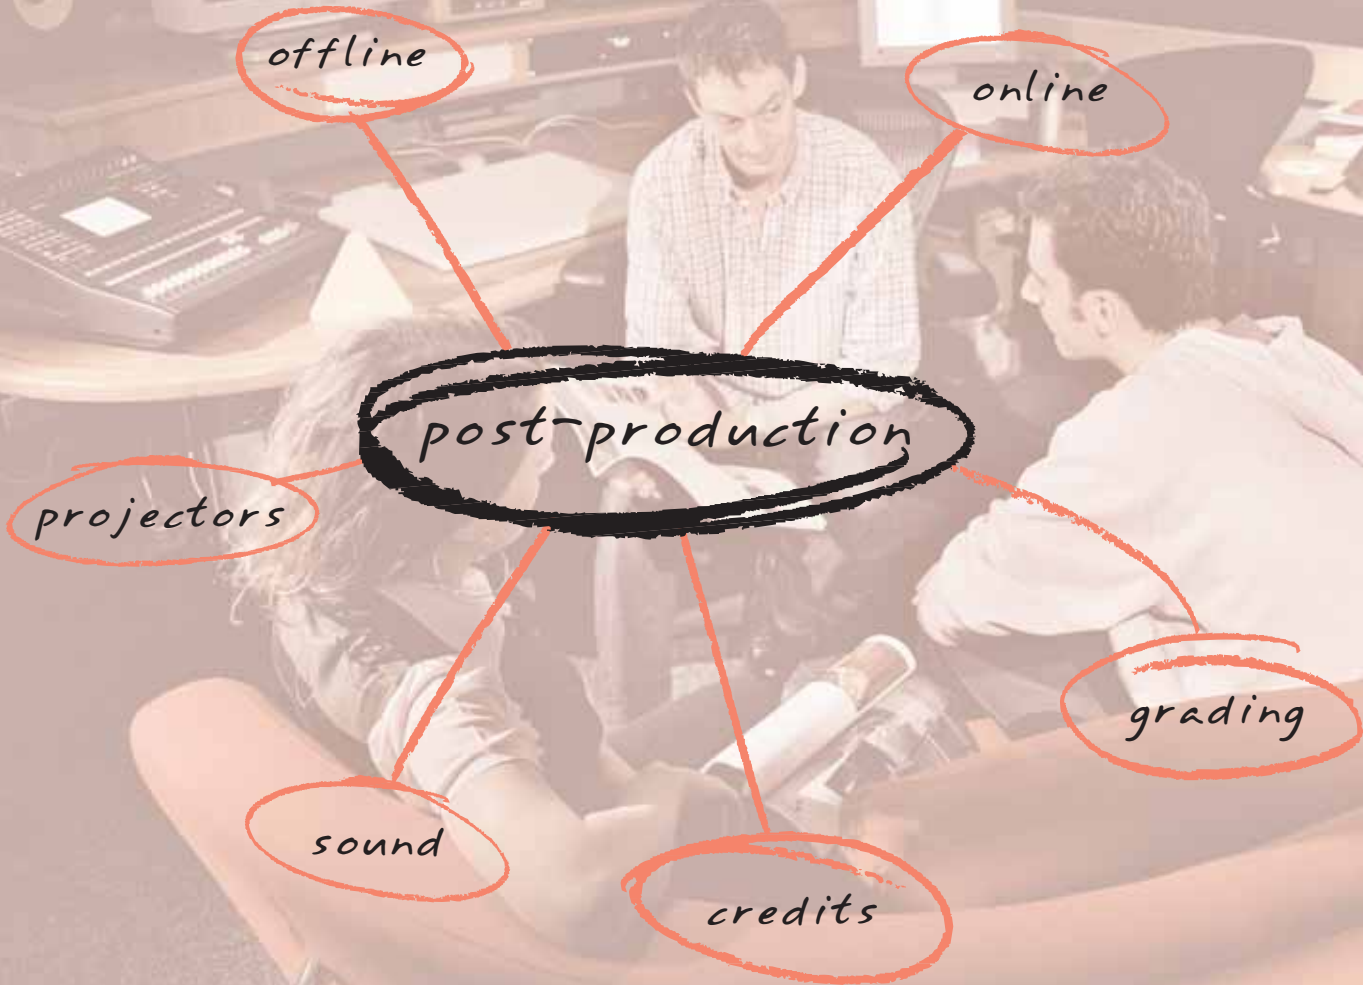 offline
online
post-production
projectors
grading
sound
credits